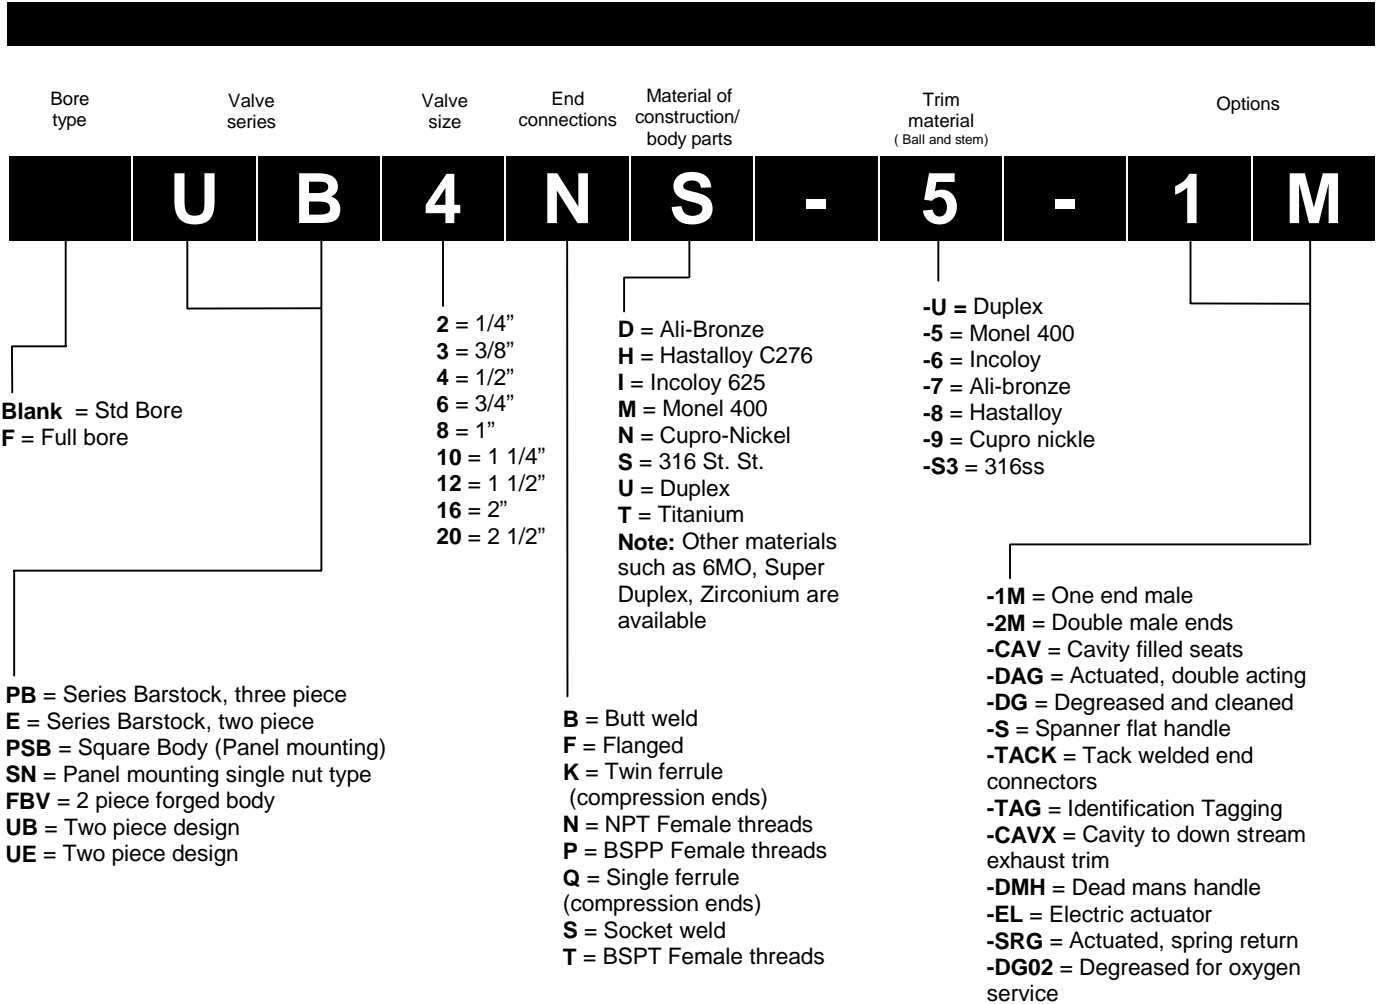 Bore
type
Valve
series
Valve
size
End
connections
Material of
construction/
body parts
Trim
material
( Ball and stem)
Options
U B 4 N S - 5 - 1 M
Blank = Std Bore
F = Full bore
2 = 1/4”
3 = 3/8”
4 = 1/2”
6 = 3/4”
8 = 1”
10 = 1 1/4”
12 = 1 1/2”
16 = 2”
20 = 2 1/2”
D = Ali-Bronze
H = Hastalloy C276
I = Incoloy 625
M = Monel 400
N = Cupro-Nickel
S = 316 St. St.
U = Duplex
T = Titanium
Note: Other materials
such as 6MO, Super
Duplex, Zirconium are
available
-U = Duplex
-5 = Monel 400
-6 = Incoloy
-7 = Ali-bronze
-8 = Hastalloy
-9 = Cupro nickle
-S3 = 316ss
PB = Series Barstock, three piece
E = Series Barstock, two piece
PSB = Square Body (Panel mounting)
SN = Panel mounting single nut type
FBV = 2 piece forged body
UB = Two piece design
UE = Two piece design
B = Butt weld
F = Flanged
K = Twin ferrule
(compression ends)
N = NPT Female threads
P = BSPP Female threads
Q = Single ferrule
(compression ends)
S = Socket weld
T = BSPT Female threads
-1M = One end male
-2M = Double male ends
-CAV = Cavity filled seats
-DAG = Actuated, double acting
-DG = Degreased and cleaned
-S = Spanner flat handle
-TACK = Tack welded end
connectors
-TAG = Identification Tagging
-CAVX = Cavity to down stream
exhaust trim
-DMH = Dead mans handle
-EL = Electric actuator
-SRG = Actuated, spring return
-DG02 = Degreased for oxygen
service